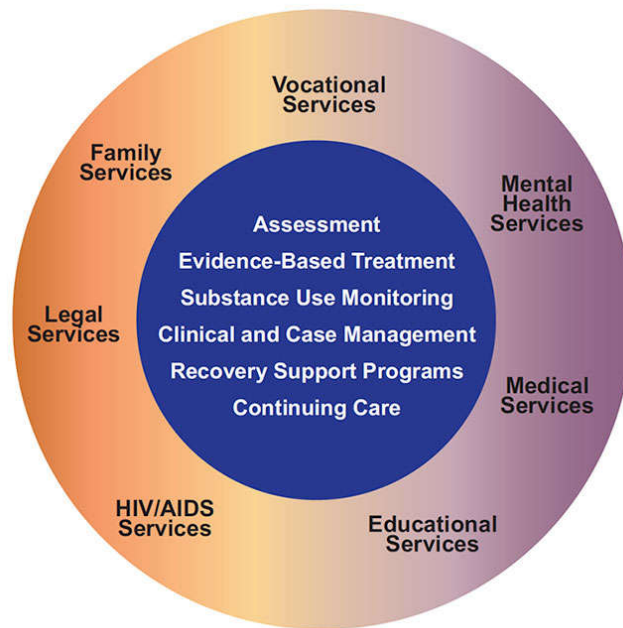 Vocational
Services
Family
Services
Mental
Health
Services
Assessment
Evidence-Based Treatment
Substance Use Monitoring
Clinical and Case Management
Recovery Support Programs
Continuing Care
Legal
Services
Medical
Services
HIV/AIDS
Services
Educational
Services